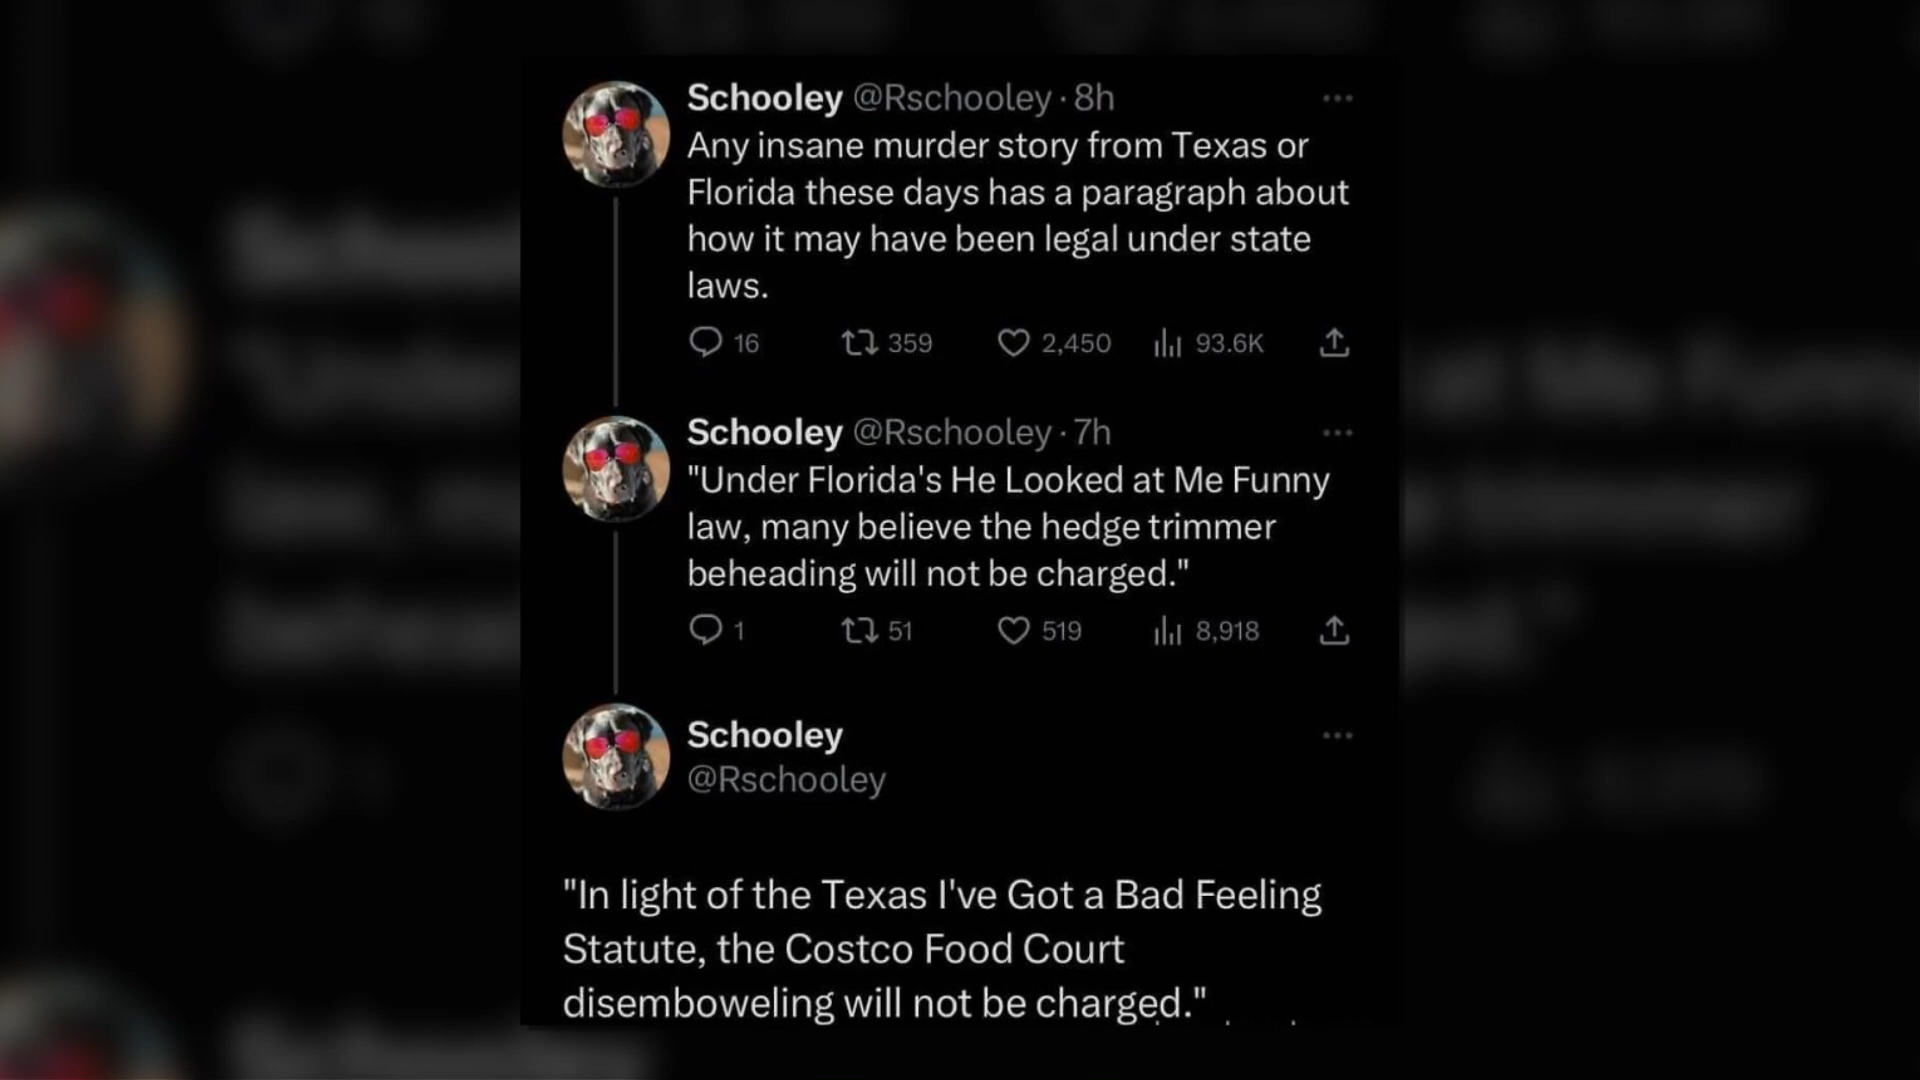 Schooley @Rschooley · 8h
Any insane murder story from Texas or
Florida these days has a paragraph about
how it may have been legal under state
laws.
16 359 2,450 93.6K
Schooley @Rschooley · 7h
"Under Florida's He Looked at Me Funny
law, many believe the hedge trimmer
beheading will not be charged."
1 51 519 8,918
Schooley
@Rschooley
"In light of the Texas I've Got a Bad Feeling
Statute, the Costco Food Court
disemboweling will not be charged."